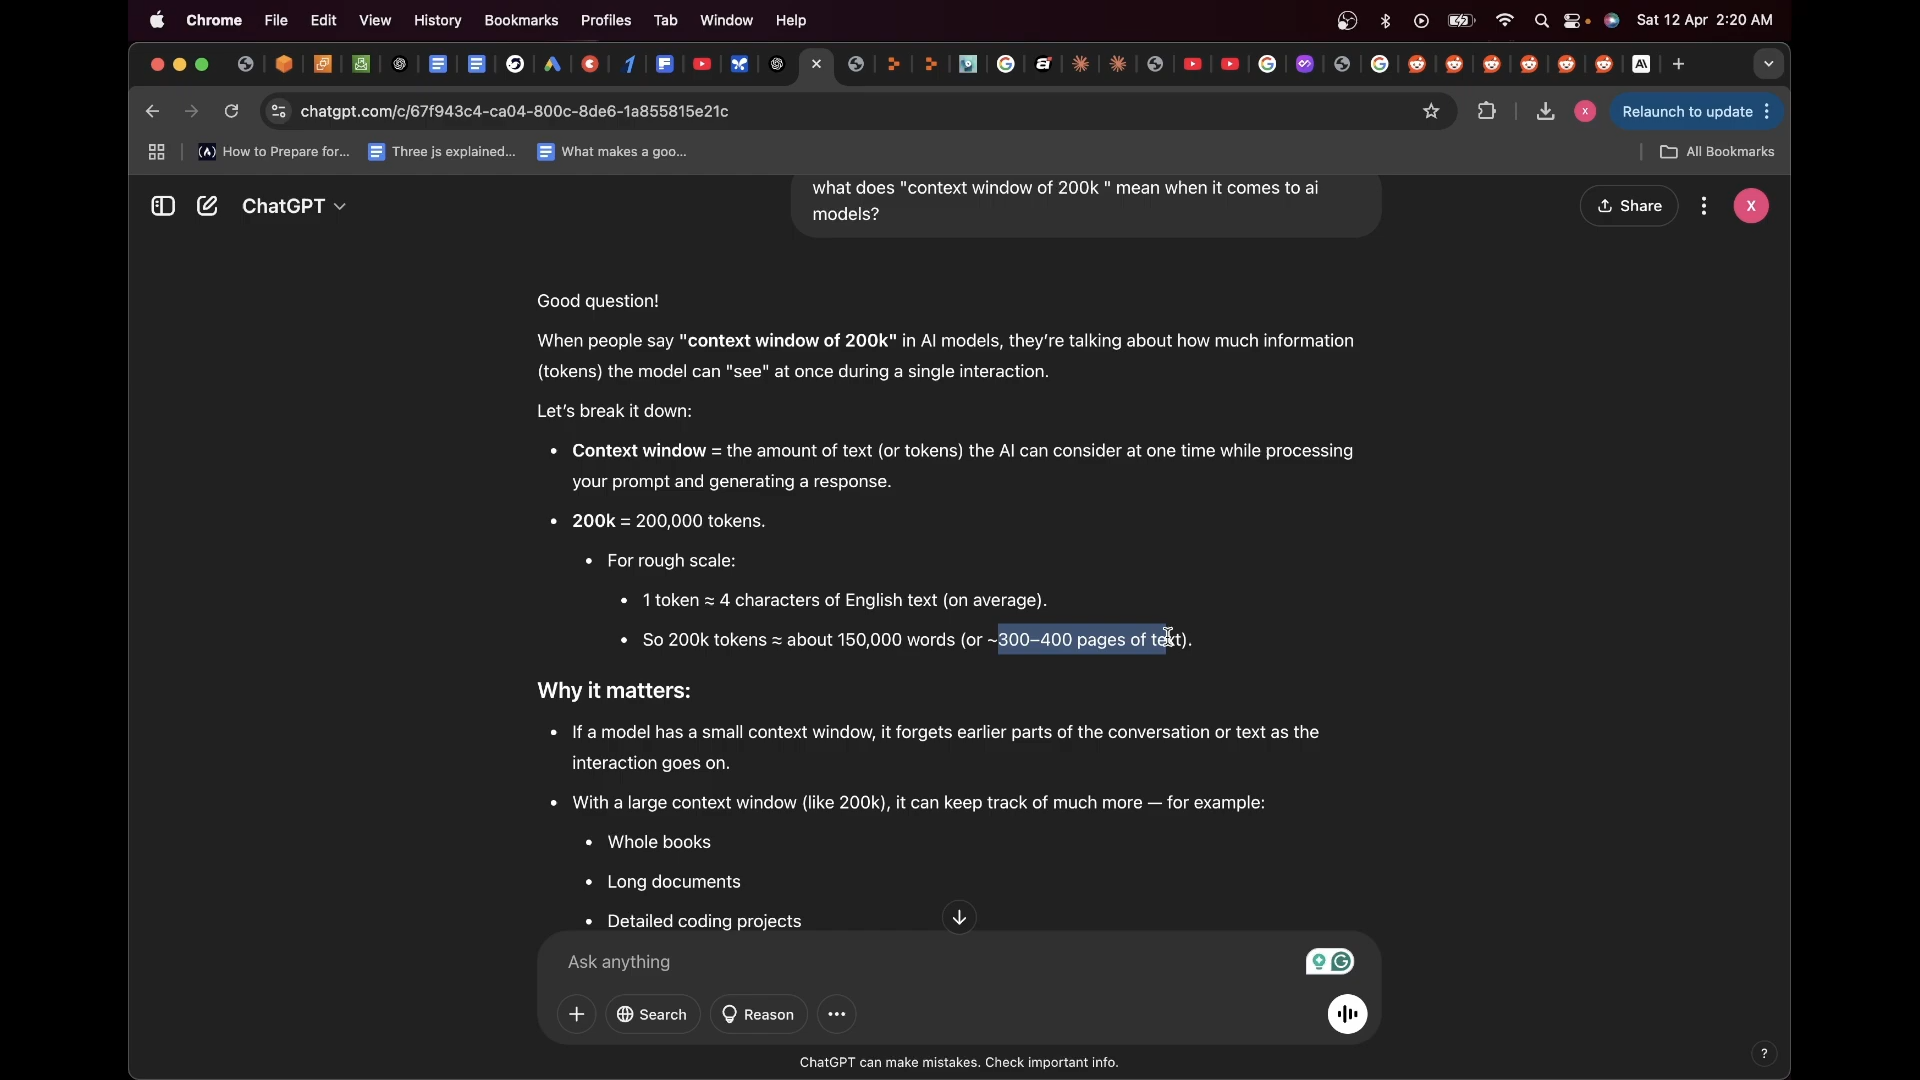 Chrome File Edit View History Bookmarks Profiles Tab Window Help
Sat 12 Apr 2:20 AM
chatgpt.com/c/67f943c4-ca04-800c-8de6-1a855815e21c
X
Relaunch to update
How to Prepare for...
Three js explained...
What makes a goo...
All Bookmarks
ChatGPT
Share
X
what does "context window of 200k " mean when it comes to ai
models?
Good question!
When people say "context window of 200k" in AI models, they’re talking about how much information
(tokens) the model can "see" at once during a single interaction.
Let’s break it down:
• Context window = the amount of text (or tokens) the AI can consider at one time while processing
your prompt and generating a response.
• 200k = 200,000 tokens.
• For rough scale:
• 1 token ≈ 4 characters of English text (on average).
• So 200k tokens ≈ about 150,000 words (or ~300–400 pages of text).
Why it matters:
• If a model has a small context window, it forgets earlier parts of the conversation or text as the
interaction goes on.
• With a large context window (like 200k), it can keep track of much more — for example:
• Whole books
• Long documents
• Detailed coding projects
Ask anything
Search
Reason
ChatGPT can make mistakes. Check important info.
?